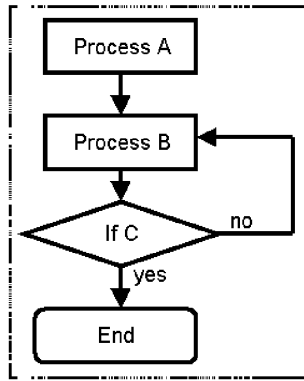 Process A
Process B
If C
no
yes
End